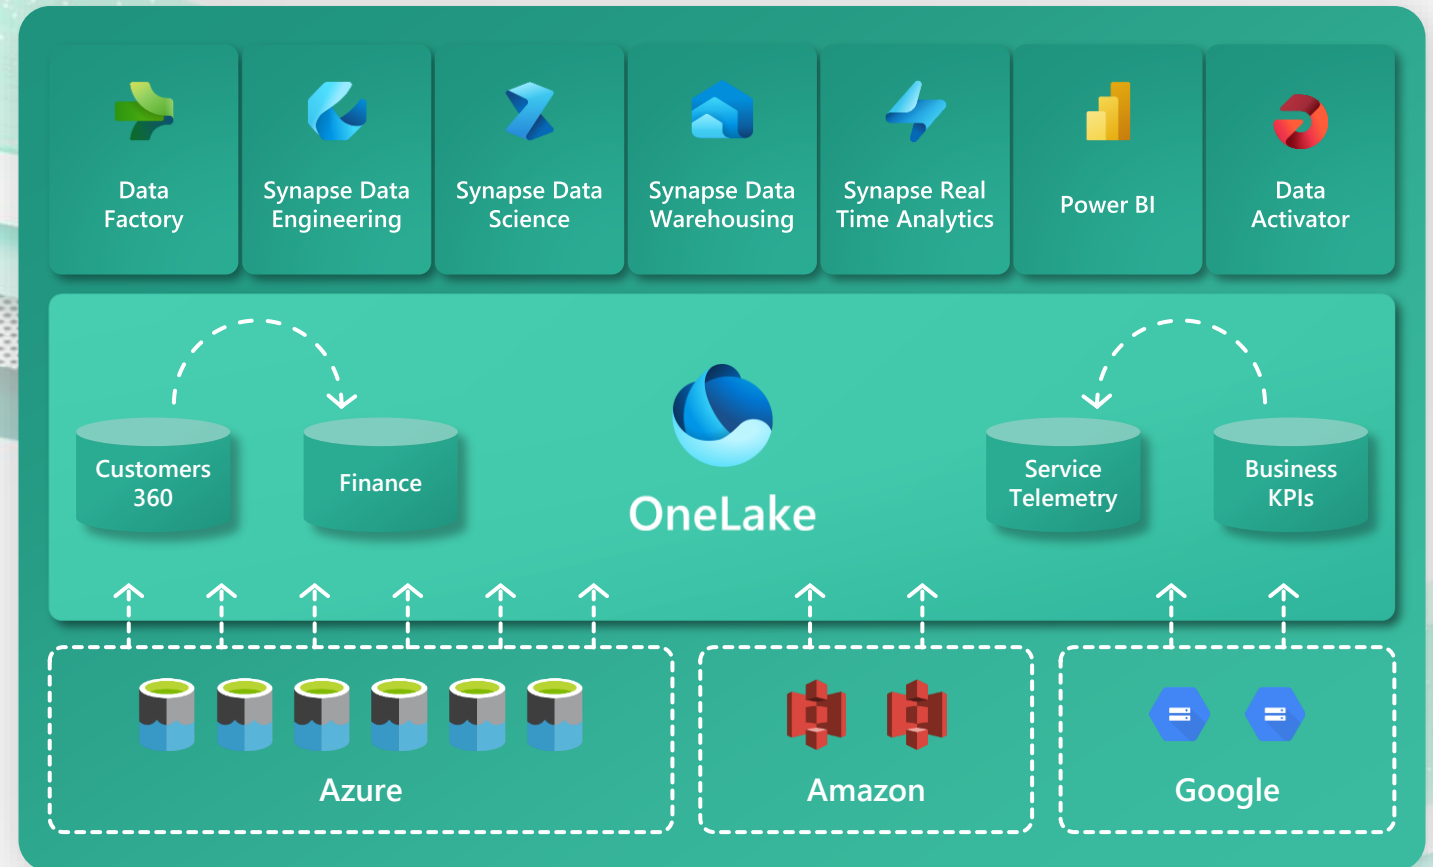 Data
Factory
Synapse Data
Engineering
Synapse Data
Science
Synapse Data
Warehousing
Synapse Real
Time Analytics
Power BI
Data
Activator
Customers
360
Finance
OneLake
Service
Telemetry
Business
KPIs
Azure
Amazon
Google